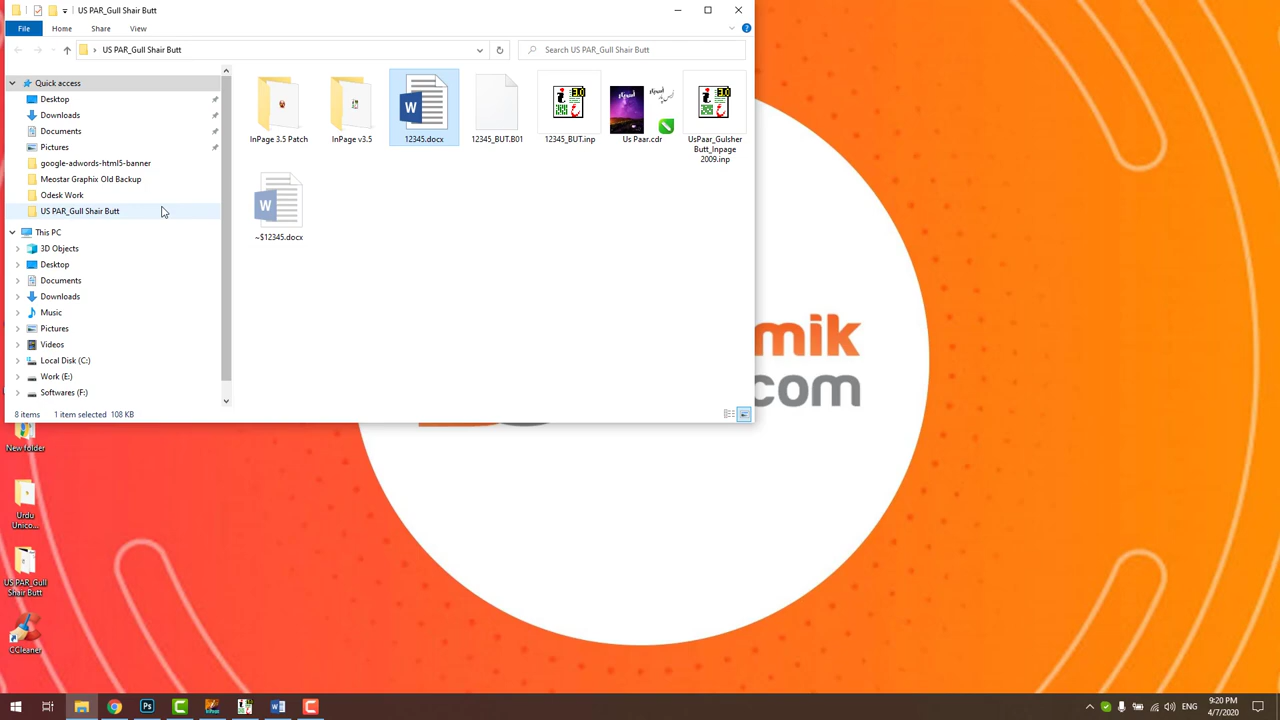 US PAR_Gull Shair Butt
File
Home
Share
View
US PAR_Gull Shair Butt
Search US PAR_Gull Shair Butt
Quick access
Desktop
Downloads
Documents
Pictures
google-adwords-html5-banner
Meostar Graphix Old Backup
Odesk Work
US PAR_Gull Shair Butt
This PC
3D Objects
Desktop
Documents
Downloads
Music
Pictures
Videos
Local Disk (C:)
Work (E:)
Softwares (F:)
InPage 3.5 Patch
InPage v3.5
12345.docx
12345_BUT.B01
12345_BUT.inp
Us Paar.cdr
UsPaar_Gulsher
Butt_Inpage
2009.inp
~$12345.docx
8 items
1 item selected 108 KB
mik
.com
New folder
Urdu
Unico...
US PAR_Gull
Shair Butt
CCleaner
9:20 PM
4/7/2020